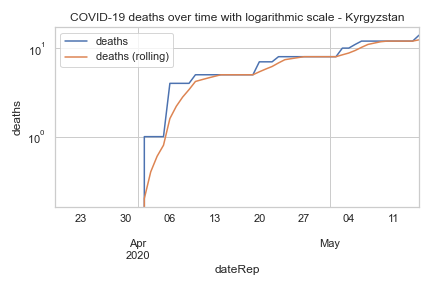 COVID-19 deaths over time with logarithmic scale - Kyrgyzstan
deaths
deaths (rolling)
10¹
10⁰
deaths
23 30 06 13 20 27 04 11
Apr May
2020
dateRep